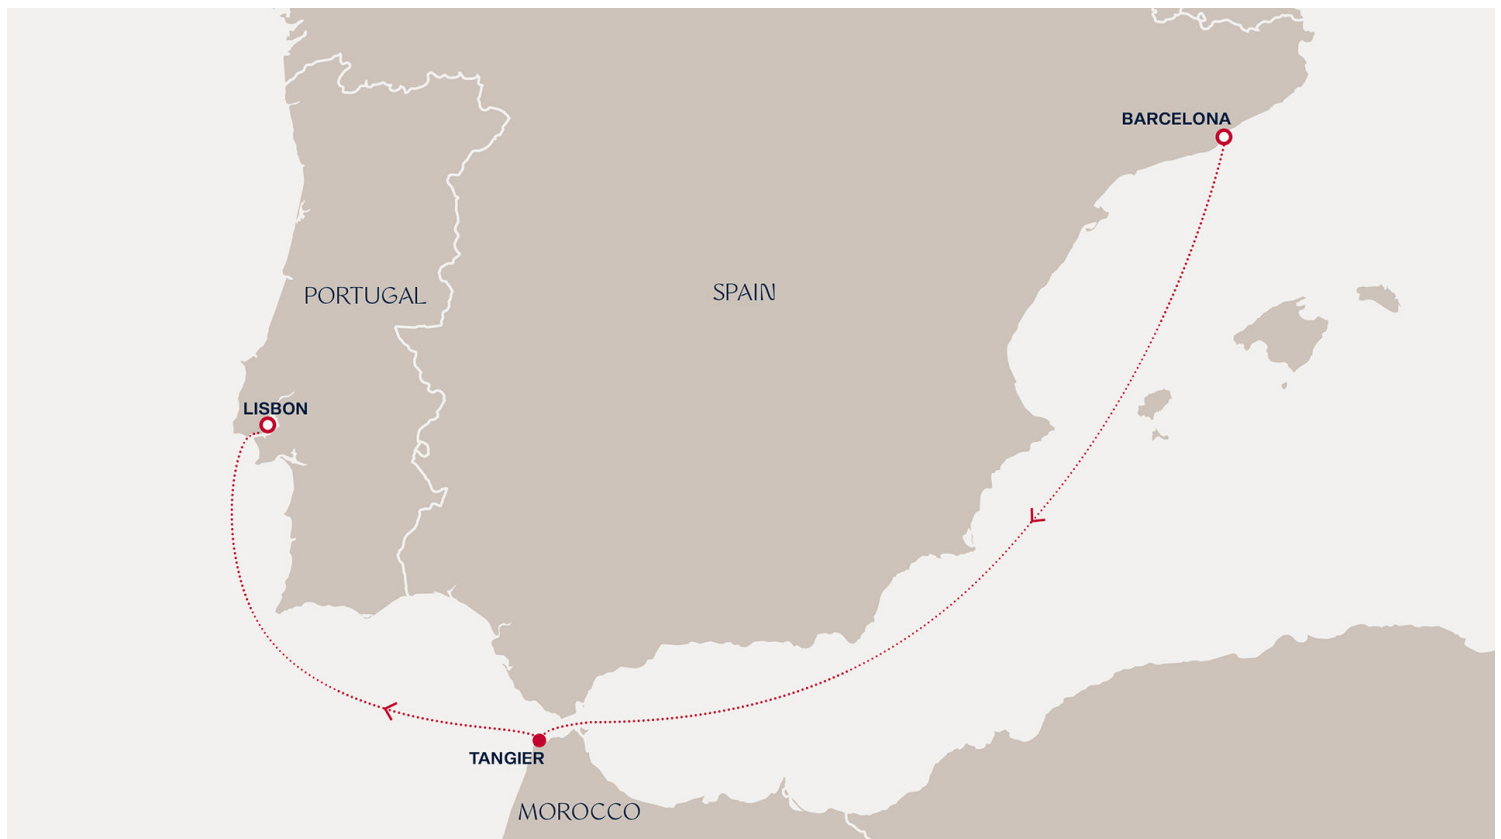 BARCELONA
SPAIN
PORTUGAL
LISBON
TANGIER
MOROCCO